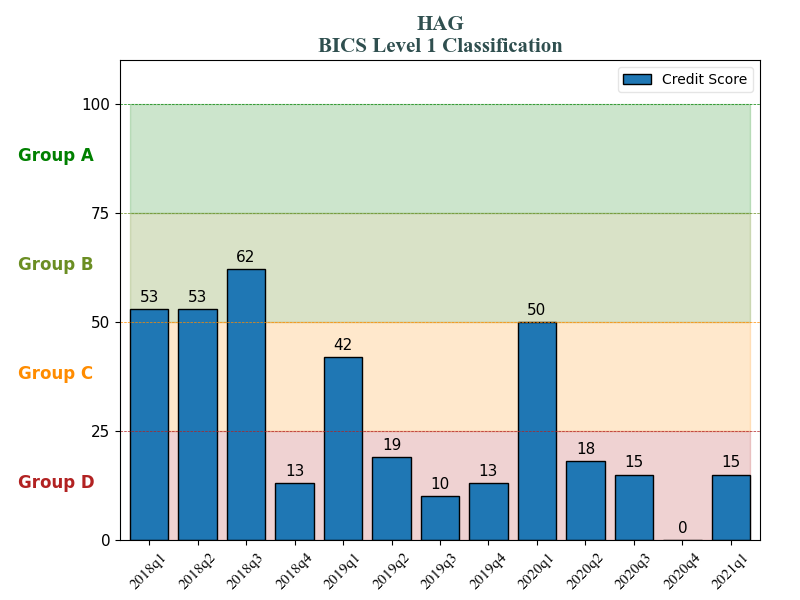 HAG
BICS Level 1 Classification
Credit Score
100
Group A
75
Group B
62
53
53
50
50
42
Group C
25
19
18
15
15
13
13
10
Group D
0
0
2018q1
2018q2
2018q3
2018q4
2019q1
2019q2
2019q3
2019q4
2020q1
2020q2
2020q3
2020q4
2021q1